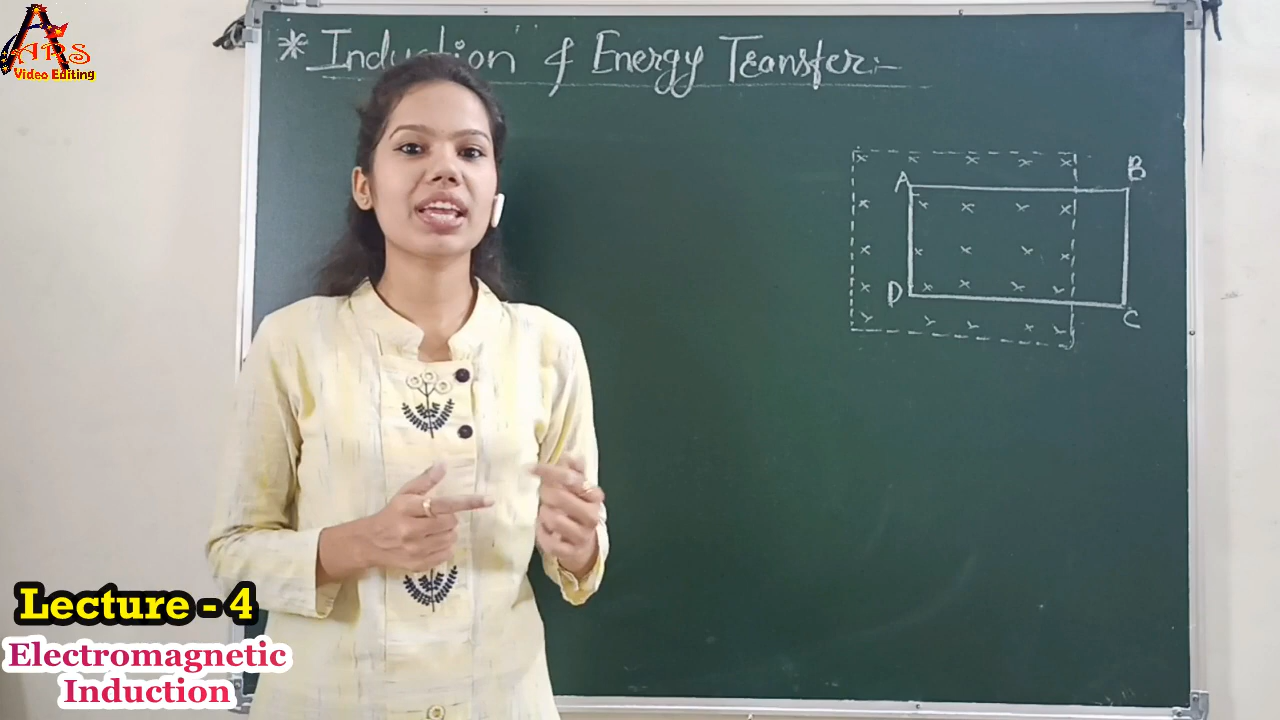 ARS
Video Editing
* Induction & Energy Transfer:-
A
B
D
C
Lecture - 4
Electromagnetic
Induction